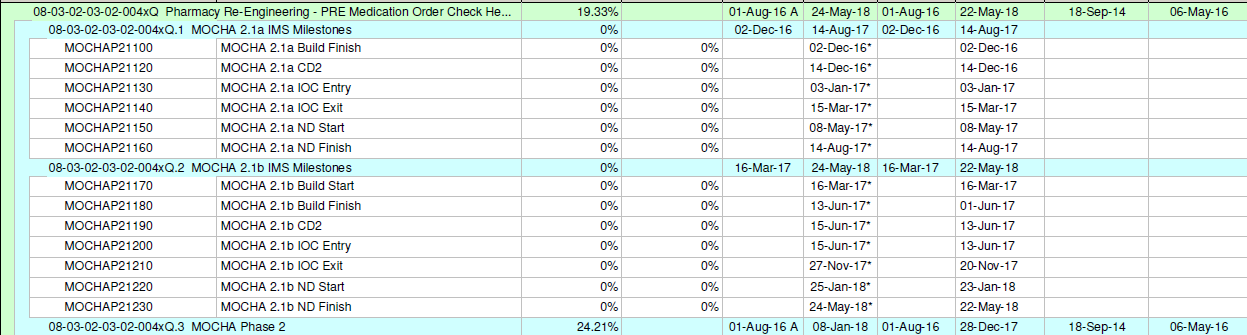 08-03-02-03-02-004xQ Pharmacy Re-Engineering - PRE Medication Order Check He... 19.33% 01-Aug-16 A 24-May-18 01-Aug-16 22-May-18 18-Sep-14 06-May-16
08-03-02-03-02-004xQ.1 MOCHA 2.1a IMS Milestones 0% 02-Dec-16 14-Aug-17 02-Dec-16 14-Aug-17
MOCHAP21100 MOCHA 2.1a Build Finish 0% 0% 02-Dec-16* 02-Dec-16
MOCHAP21120 MOCHA 2.1a CD2 0% 0% 14-Dec-16* 14-Dec-16
MOCHAP21130 MOCHA 2.1a IOC Entry 0% 0% 03-Jan-17* 03-Jan-17
MOCHAP21140 MOCHA 2.1a IOC Exit 0% 0% 15-Mar-17* 15-Mar-17
MOCHAP21150 MOCHA 2.1a ND Start 0% 0% 08-May-17* 08-May-17
MOCHAP21160 MOCHA 2.1a ND Finish 0% 0% 14-Aug-17* 14-Aug-17
08-03-02-03-02-004xQ.2 MOCHA 2.1b IMS Milestones 0% 16-Mar-17 24-May-18 16-Mar-17 22-May-18
MOCHAP21170 MOCHA 2.1b Build Start 0% 0% 16-Mar-17* 16-Mar-17
MOCHAP21180 MOCHA 2.1b Build Finish 0% 0% 13-Jun-17* 01-Jun-17
MOCHAP21190 MOCHA 2.1b CD2 0% 0% 15-Jun-17* 13-Jun-17
MOCHAP21200 MOCHA 2.1b IOC Entry 0% 0% 15-Jun-17* 13-Jun-17
MOCHAP21210 MOCHA 2.1b IOC Exit 0% 0% 27-Nov-17* 20-Nov-17
MOCHAP21220 MOCHA 2.1b ND Start 0% 0% 25-Jan-18* 23-Jan-18
MOCHAP21230 MOCHA 2.1b ND Finish 0% 0% 24-May-18* 22-May-18
08-03-02-03-02-004xQ.3 MOCHA Phase 2 24.21% 01-Aug-16 A 08-Jan-18 01-Aug-16 28-Dec-17 18-Sep-14 06-May-16